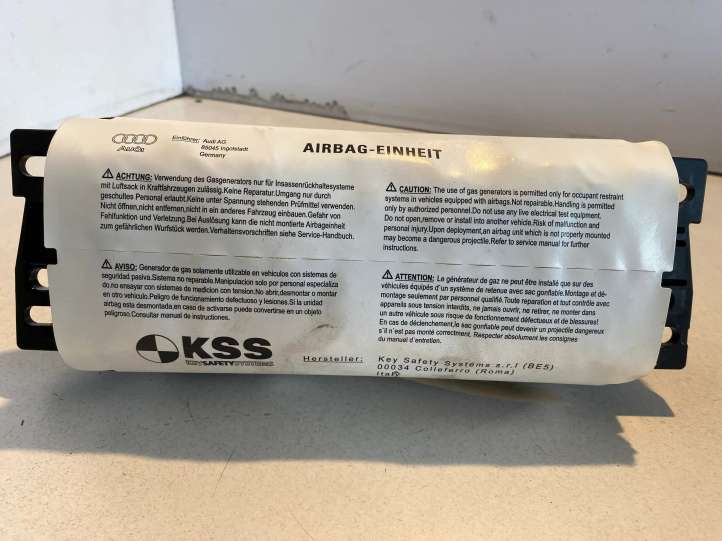 Audi
Einführer: Audi AG
85045 Ingolstadt
Germany
AIRBAG-EINHEIT
ACHTUNG: Verwendung des Gasgenerators nur für Insassenrückhaltesysteme
mit Luftsack in Kraftfahrzeugen zulässig.Keine Reparatur.Umgang nur durch
geschultes Personal erlaubt.Keine unter Spannung stehenden Prüfmittel verwenden.
Nicht öffnen,nicht entfernen,nicht in ein anderes Fahrzeug einbauen.Gefahr von
Fehlfunktion und Verletzung.Bei Auslösung kann die nicht montierte Airbageinheit
zum gefährlichen Wurfstück werden.Verhaltensvorschriften siehe Service-Handbuch.
CAUTION: The use of gas generators is permitted only for occupant restraint
systems in vehicles equipped with airbags.Not repairable.Handling is permitted
only by authorized personnel.Do not use any live electrical test equipment.
Do not open,remove or install into another vehicle.Risk of malfunction and
personal injury.Upon deployment,an airbag unit which is not properly mounted
may become a dangerous projectile.Refer to service manual for further
instructions.
AVISO: Generador de gas solamente utilizable en vehiculos con sistemas de
seguridad pasiva.Sistema no reparable.Manipulacion solo por personal especializa
do.no ensayar con sistemas de medicion con tension.No abrir,desmontar o montar
en otro vehiculo.Peligro de funcionamiento defectuoso y lesiones.Si la unidad
airbag esta desmontada,en caso de activarse puede convertirse en un objeto
peligroso.Consultar manual de instrucciones.
ATTENTION: Le générateur de gaz ne peut être installé que sur des
véhicules équipés d'un système de retenue avec sac gonflable.Montage et dé-
montage seulement par personnel qualifié.Toute reparation et tout contrôle avec
appareils sous tension interdits, ne jamais ouvrir, ne retirer, ne monter dans
un autre véhicule sous risque de fonctionnement défectueux et de blessures!
En cas de déclenchement,le sac gonflable peut devenir un projectile dangereux
s'il n'est pas monté correctement. Respecter absolument les consignes
du manuel d'entretien.
KSS
KEYSAFETYSYSTEMS
Hersteller: Key Safety Systems s.r.l (BE5)
00034 Colleferro (Roma)
Italy